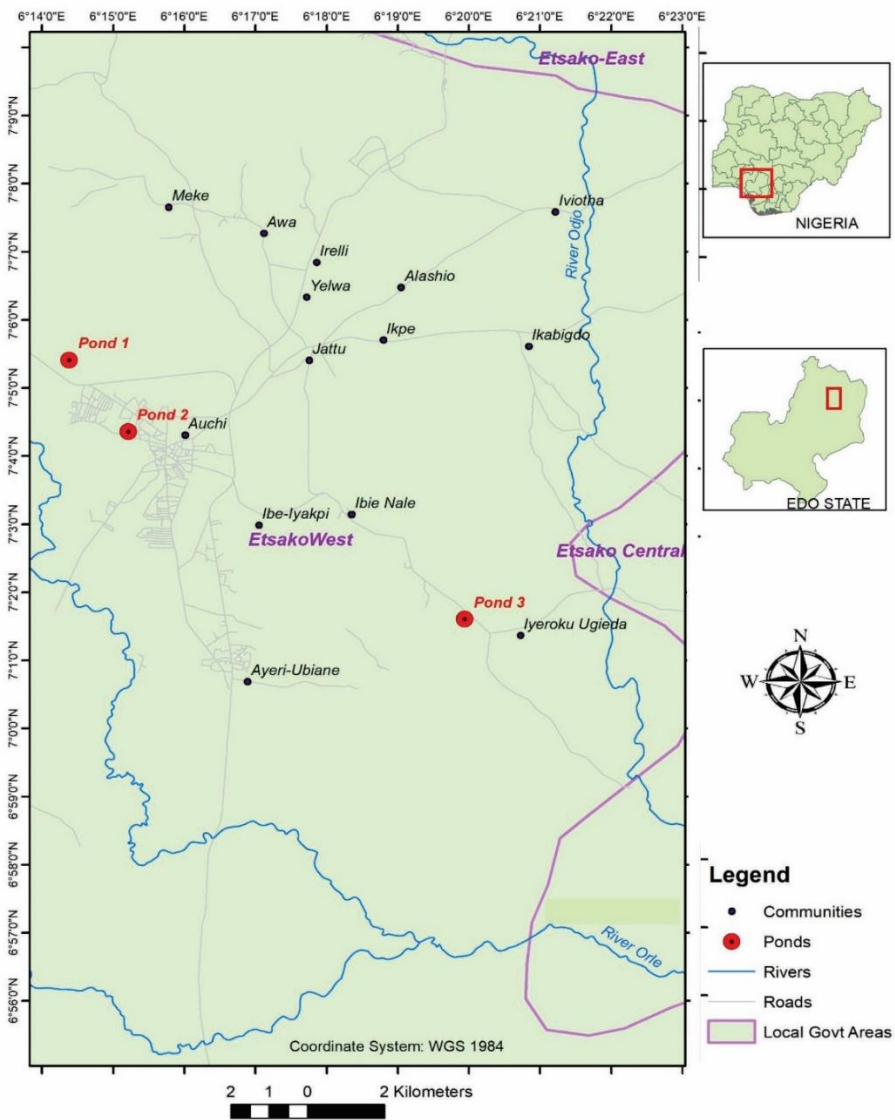 6°14'0"E 6°15'0"E 6°16'0"E 6°17'0"E 6°18'0"E 6°19'0"E 6°20'0"E 6°21'0"E 6°22'0"E 6°23'0"E
Etsako-East
7°9'0"N
7°8'0"N
Meke
Iviotha
Awa
NIGERIA
7°7'0"N
Irelli
River Odjo
Alashio
Yelwa
7°6'0"N
Ikpe
Ikabigdo
Pond 1
Jattu
7°5'0"N
Pond 2
Auchi
7°4'0"N
EDO STATE
Ibie Nale
Ibe-Iyakpi
7°3'0"N
EtsakoWest
Etsako Central
7°2'0"N
Pond 3
Iyeroku Ugieda
N
W E
S
7°1'0"N
Ayeri-Ubiane
7°0'0"N
6°59'0"N
6°58'0"N
Legend
Communities
6°57'0"N
River Orle
Ponds
Rivers
6°56'0"N
Roads
Local Govt Areas
Coordinate System: WGS 1984
2 1 0 2 Kilometers